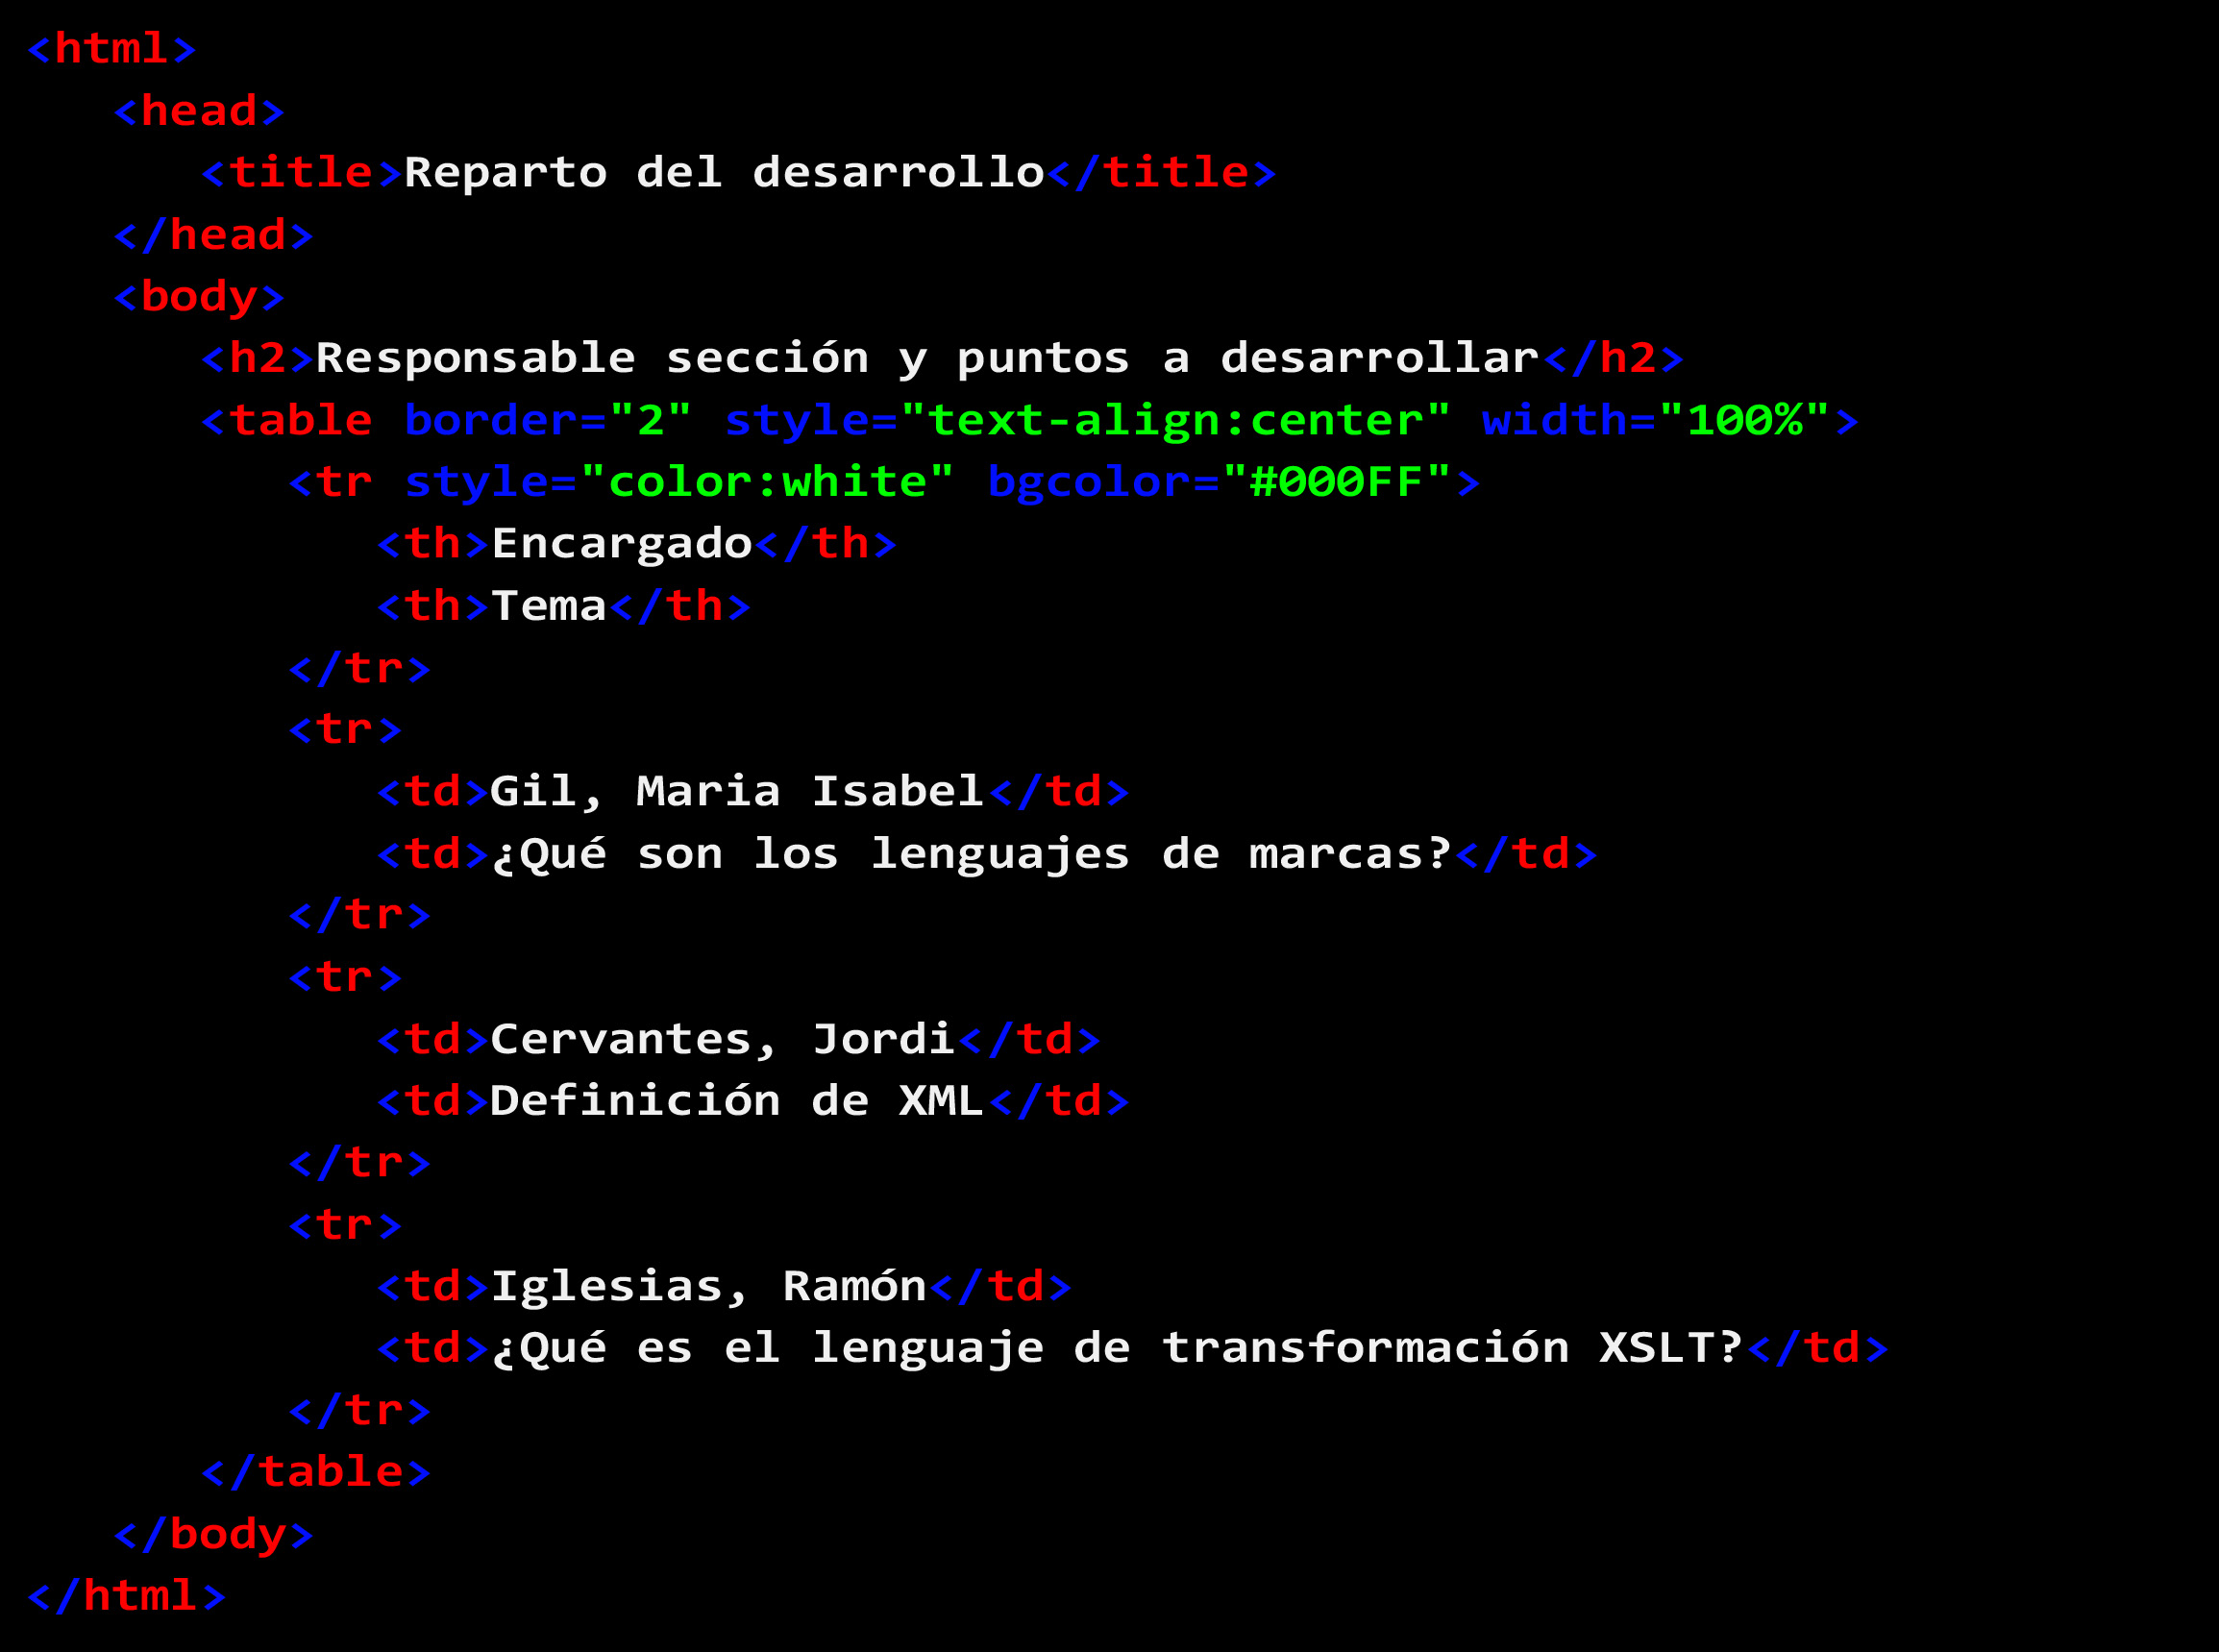 <html>
<head>
<title>Reparto del desarrollo</title>
</head>
<body>
<h2>Responsable sección y puntos a desarrollar</h2>
<table border="2" style="text-align:center" width="100%">
<tr style="color:white" bgcolor="#000FF">
<th>Encargado</th>
<th>Tema</th>
</tr>
<tr>
<td>Gil, Maria Isabel</td>
<td>¿Qué son los lenguajes de marcas?</td>
</tr>
<tr>
<td>Cervantes, Jordi</td>
<td>Definición de XML</td>
</tr>
<tr>
<td>Iglesias, Ramón</td>
<td>¿Qué es el lenguaje de transformación XSLT?</td>
</tr>
</table>
</body>
</html>